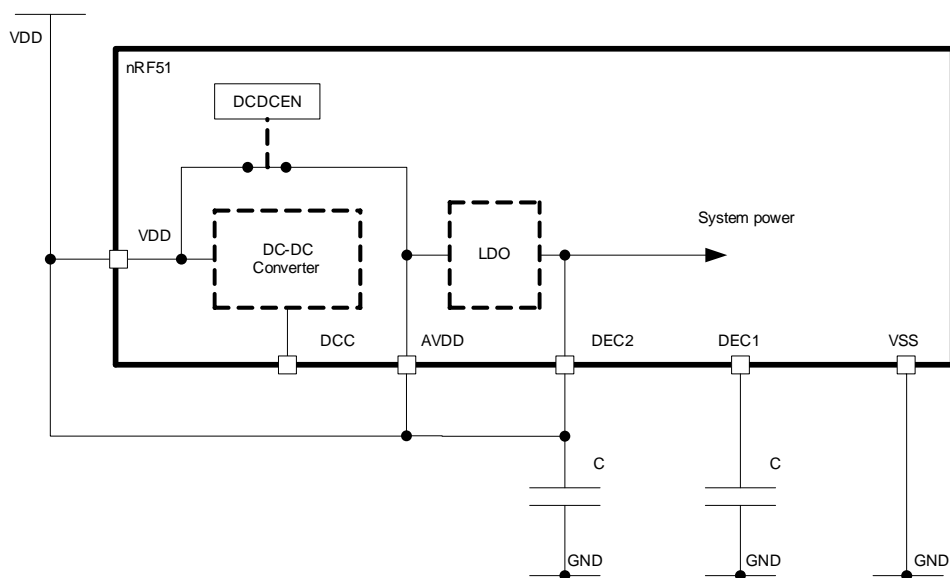 VDD
nRF51
DCDCEN
VDD
DC-DC
Converter
LDO
System power
DCC
AVDD
DEC2
DEC1
VSS
C
C
GND
GND
GND